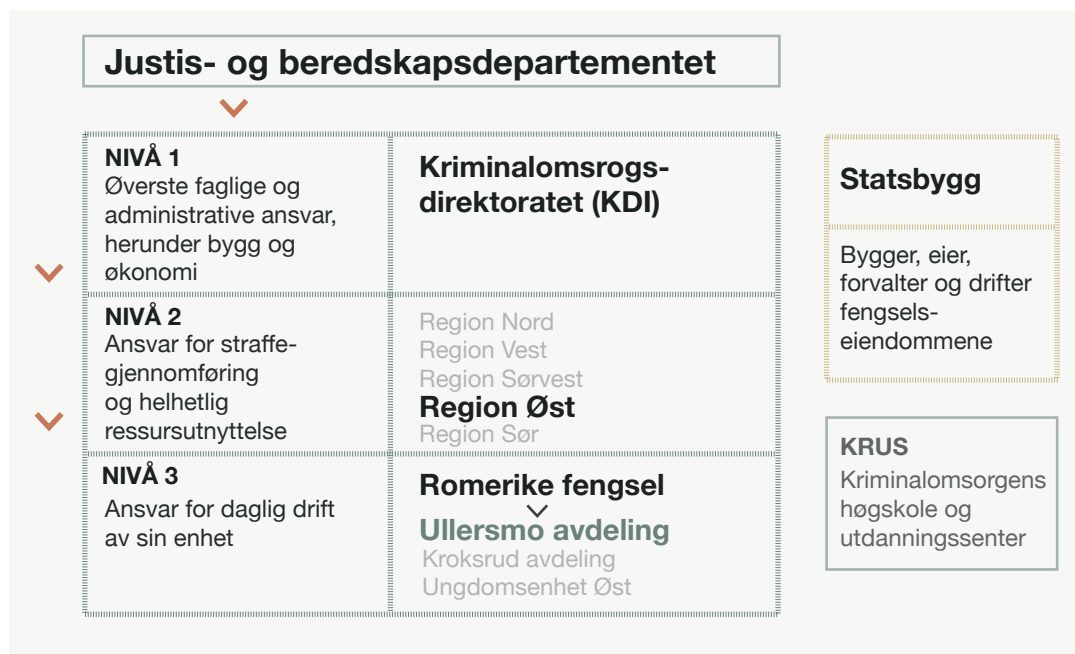 Justis- og beredskapsdepartementet
NIVÅ 1
Øverste faglige og
administrative ansvar,
herunder bygg og
økonomi
Kriminalomsrogs-
direktoratet (KDI)
NIVÅ 2
Ansvar for straffe-
gjennomføring
og helhetlig
ressursutnyttelse
Region Nord
Region Vest
Region Sørvest
Region Øst
Region Sør
NIVÅ 3
Ansvar for daglig drift
av sin enhet
Romerike fengsel
Ullersmo avdeling
Kroksrud avdeling
Ungdomsenhet Øst
Statsbygg
Bygger, eier,
forvalter og drifter
fengsels-
eiendommene
KRUS
Kriminalomsorgens
høgskole og
utdanningssenter